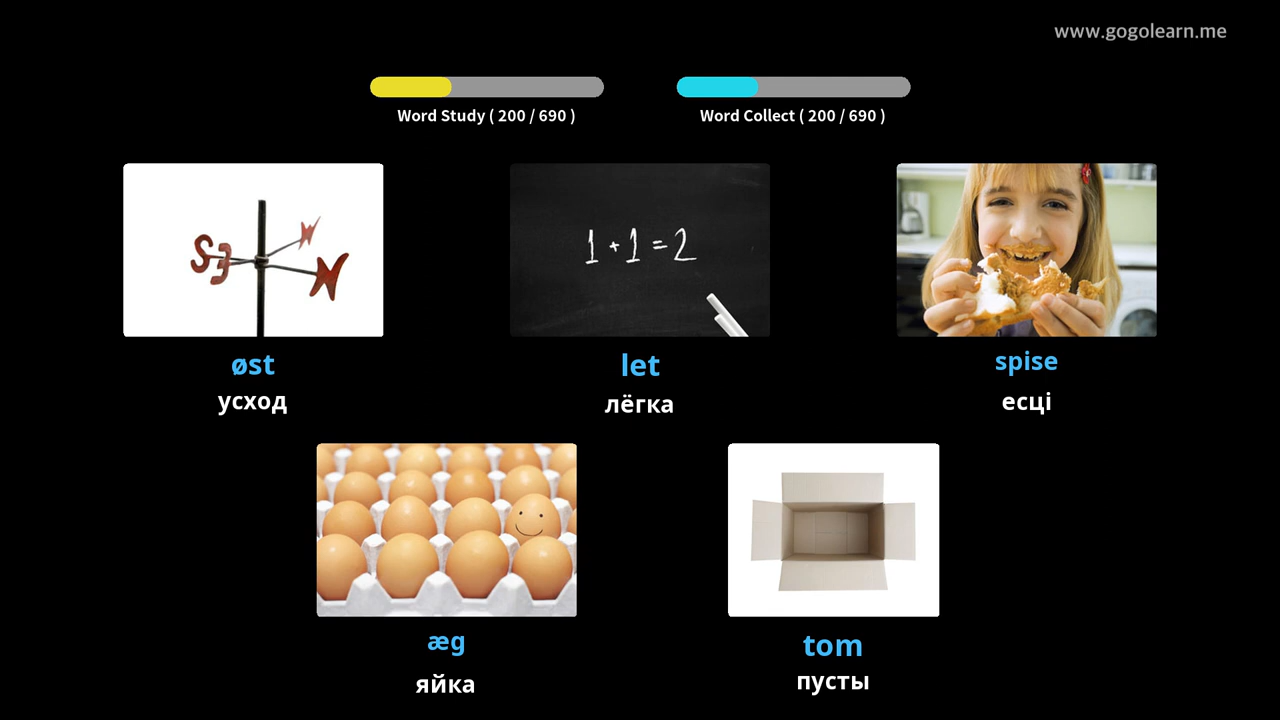 www.gogolearn.me
Word Study ( 200 / 690 )
Word Collect ( 200 / 690 )
S E N W
1 + 1 = 2
øst
let
spise
усход
лёгка
есці
æg
tom
яйка
пусты